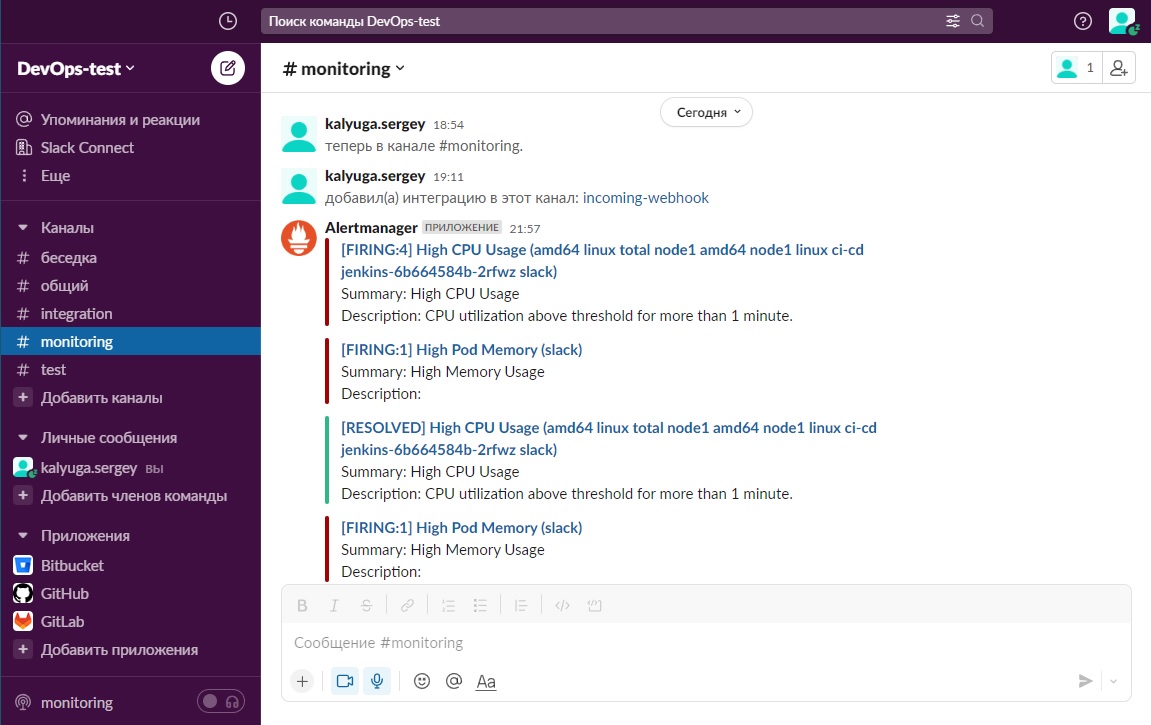 Поиск команды DevOps-test
DevOps-test
Упоминания и реакции
Slack Connect
Еще
Каналы
# беседка
# общий
# integration
# monitoring
# test
+ Добавить каналы
Личные сообщения
kalyuga.sergey вы
+ Добавить членов команды
Приложения
Bitbucket
GitHub
GitLab
+ Добавить приложения
monitoring
# monitoring
1
Сегодня
kalyuga.sergey 18:54
теперь в канале #monitoring.
kalyuga.sergey 19:11
добавил(а) интеграцию в этот канал: incoming-webhook
Alertmanager ПРИЛОЖЕНИЕ 21:57
[FIRING:4] High CPU Usage (amd64 linux total node1 amd64 node1 linux ci-cd
jenkins-6b664584b-2rfwz slack)
Summary: High CPU Usage
Description: CPU utilization above threshold for more than 1 minute.
[FIRING:1] High Pod Memory (slack)
Summary: High Memory Usage
Description:
[RESOLVED] High CPU Usage (amd64 linux total node1 amd64 node1 linux ci-cd
jenkins-6b664584b-2rfwz slack)
Summary: High CPU Usage
Description: CPU utilization above threshold for more than 1 minute.
[FIRING:1] High Pod Memory (slack)
Summary: High Memory Usage
Description:
B I S
Сообщение #monitoring
+ @ Aa